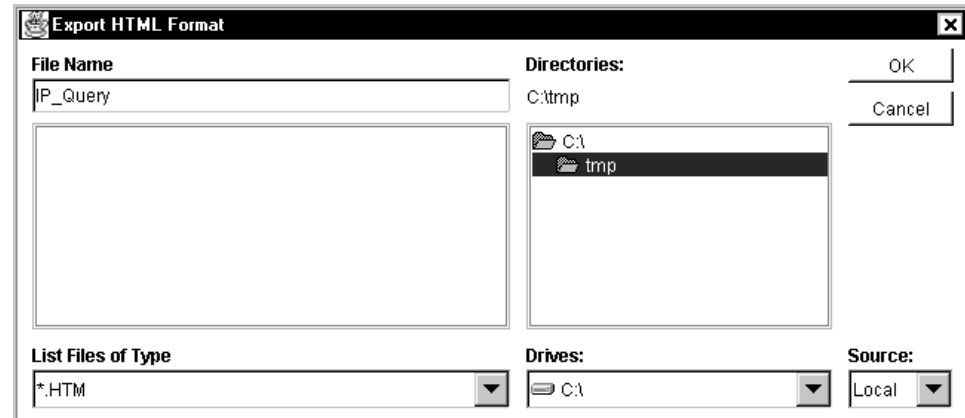 Export HTML Format
File Name
Directories:
OK
IP_Query
C:\tmp
Cancel
C:\
tmp
List Files of Type
Drives:
Source:
*.HTM
C:\
Local